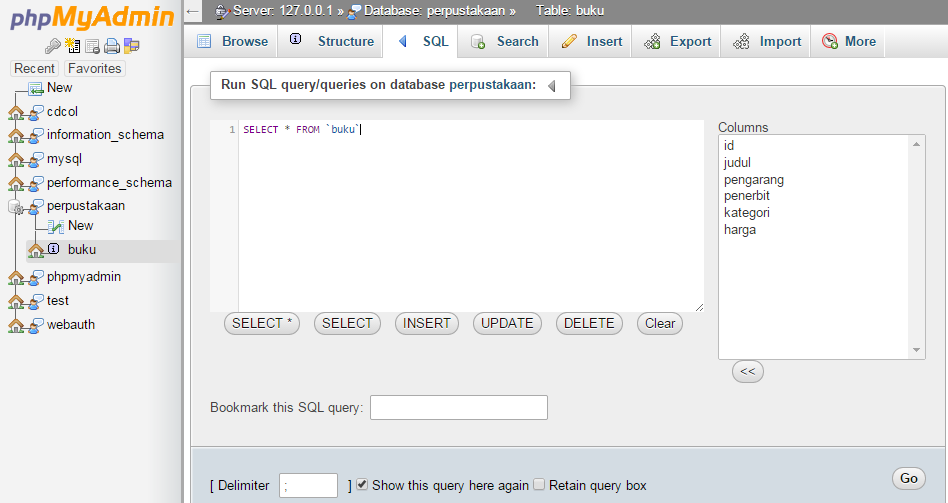 phpMyAdmin
Recent Favorites
New
cdcol
information_schema
mysql
performance_schema
perpustakaan
New
buku
phpmyadmin
test
webauth
Server: 127.0.0.1 » Database: perpustakaan » Table: buku
Browse Structure SQL Search Insert Export Import More
Run SQL query/queries on database perpustakaan:
1 SELECT * FROM `buku`
Columns
id
judul
pengarang
penerbit
kategori
harga
SELECT * SELECT INSERT UPDATE DELETE Clear
<<
Bookmark this SQL query:
[ Delimiter ; ] Show this query here again Retain query box
Go